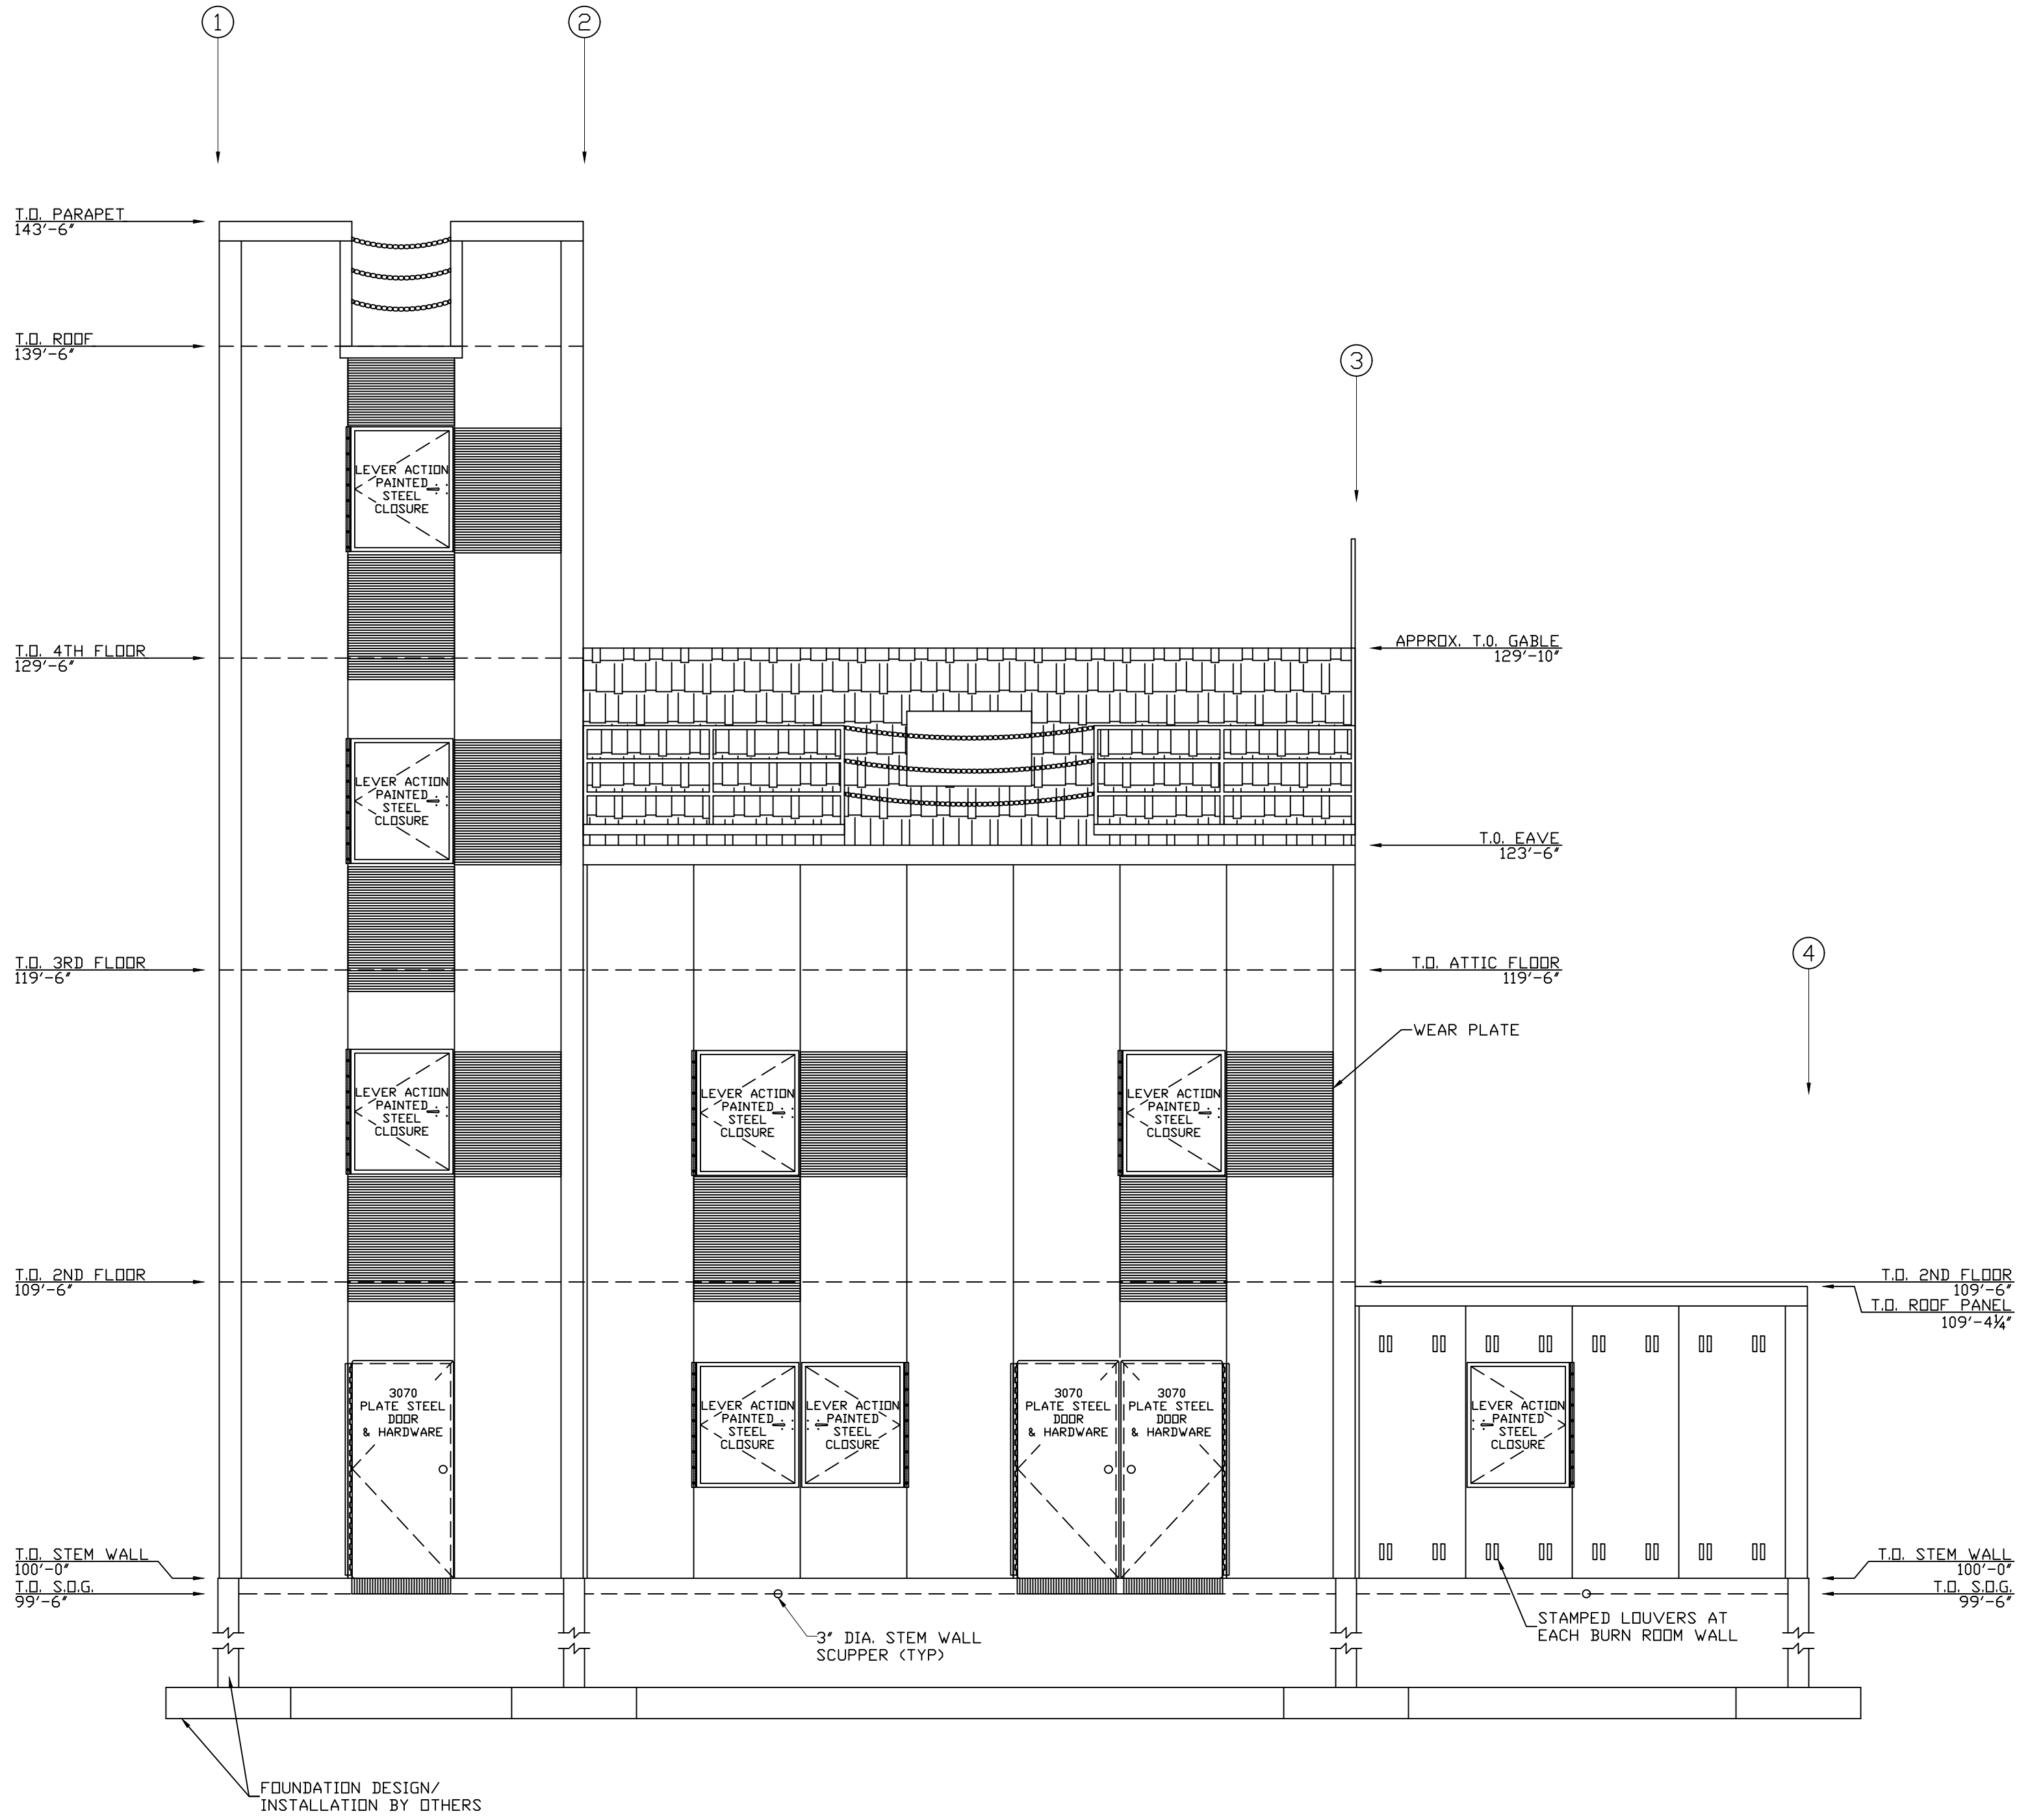 1
2
T.O. PARAPET
143'-6"
T.O. ROOF
139'-6"
3
LEVER ACTION
PAINTED
STEEL
CLOSURE
T.O. 4TH FLOOR
129'-6"
APPROX. T.O. GABLE
129'-10"
LEVER ACTION
PAINTED
STEEL
CLOSURE
T.O. EAVE
123'-6"
T.O. 3RD FLOOR
119'-6"
T.O. ATTIC FLOOR
119'-6"
4
WEAR PLATE
LEVER ACTION
PAINTED
STEEL
CLOSURE
LEVER ACTION
PAINTED
STEEL
CLOSURE
LEVER ACTION
PAINTED
STEEL
CLOSURE
T.O. 2ND FLOOR
109'-6"
T.O. 2ND FLOOR
109'-6"
T.O. ROOF PANEL
109'-4¼"
3070
PLATE STEEL
DOOR
& HARDWARE
LEVER ACTION
PAINTED
STEEL
CLOSURE
LEVER ACTION
PAINTED
STEEL
CLOSURE
3070
PLATE STEEL
DOOR
& HARDWARE
3070
PLATE STEEL
DOOR
& HARDWARE
LEVER ACTION
PAINTED
STEEL
CLOSURE
T.O. STEM WALL
100'-0"
T.O. S.O.G.
99'-6"
T.O. STEM WALL
100'-0"
T.O. S.O.G.
99'-6"
3" DIA. STEM WALL
SCUPPER (TYP)
STAMPED LOUVERS AT
EACH BURN ROOM WALL
FOUNDATION DESIGN/
INSTALLATION BY OTHERS